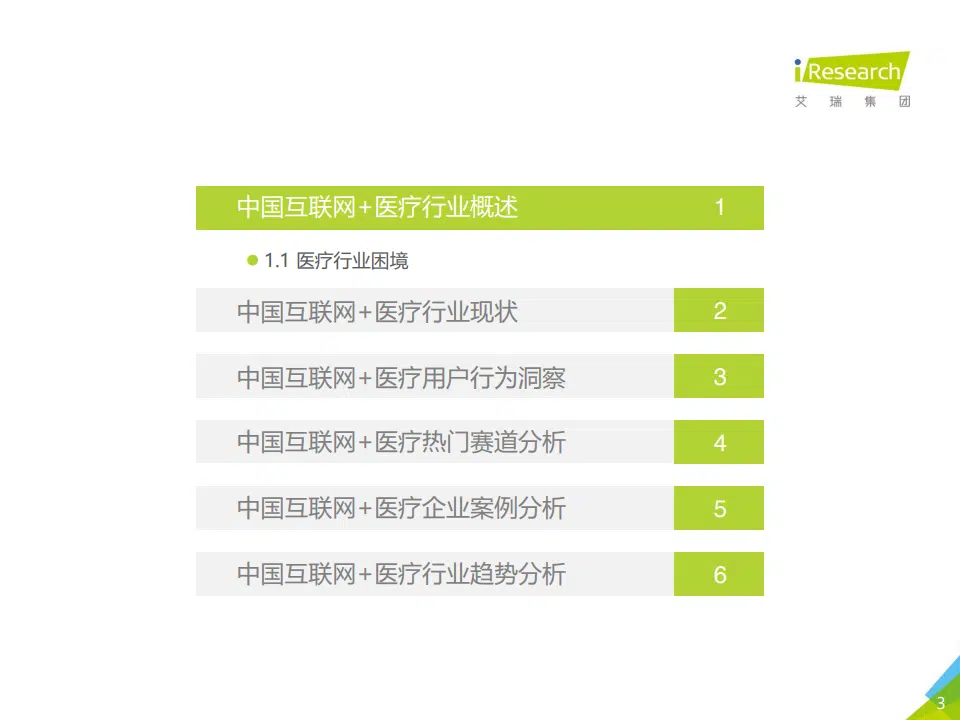 iResearch
艾瑞集团
中国互联网+医疗行业概述 1
1.1 医疗行业困境
中国互联网+医疗行业现状 2
中国互联网+医疗用户行为洞察 3
中国互联网+医疗热门赛道分析 4
中国互联网+医疗企业案例分析 5
中国互联网+医疗行业趋势分析 6
3